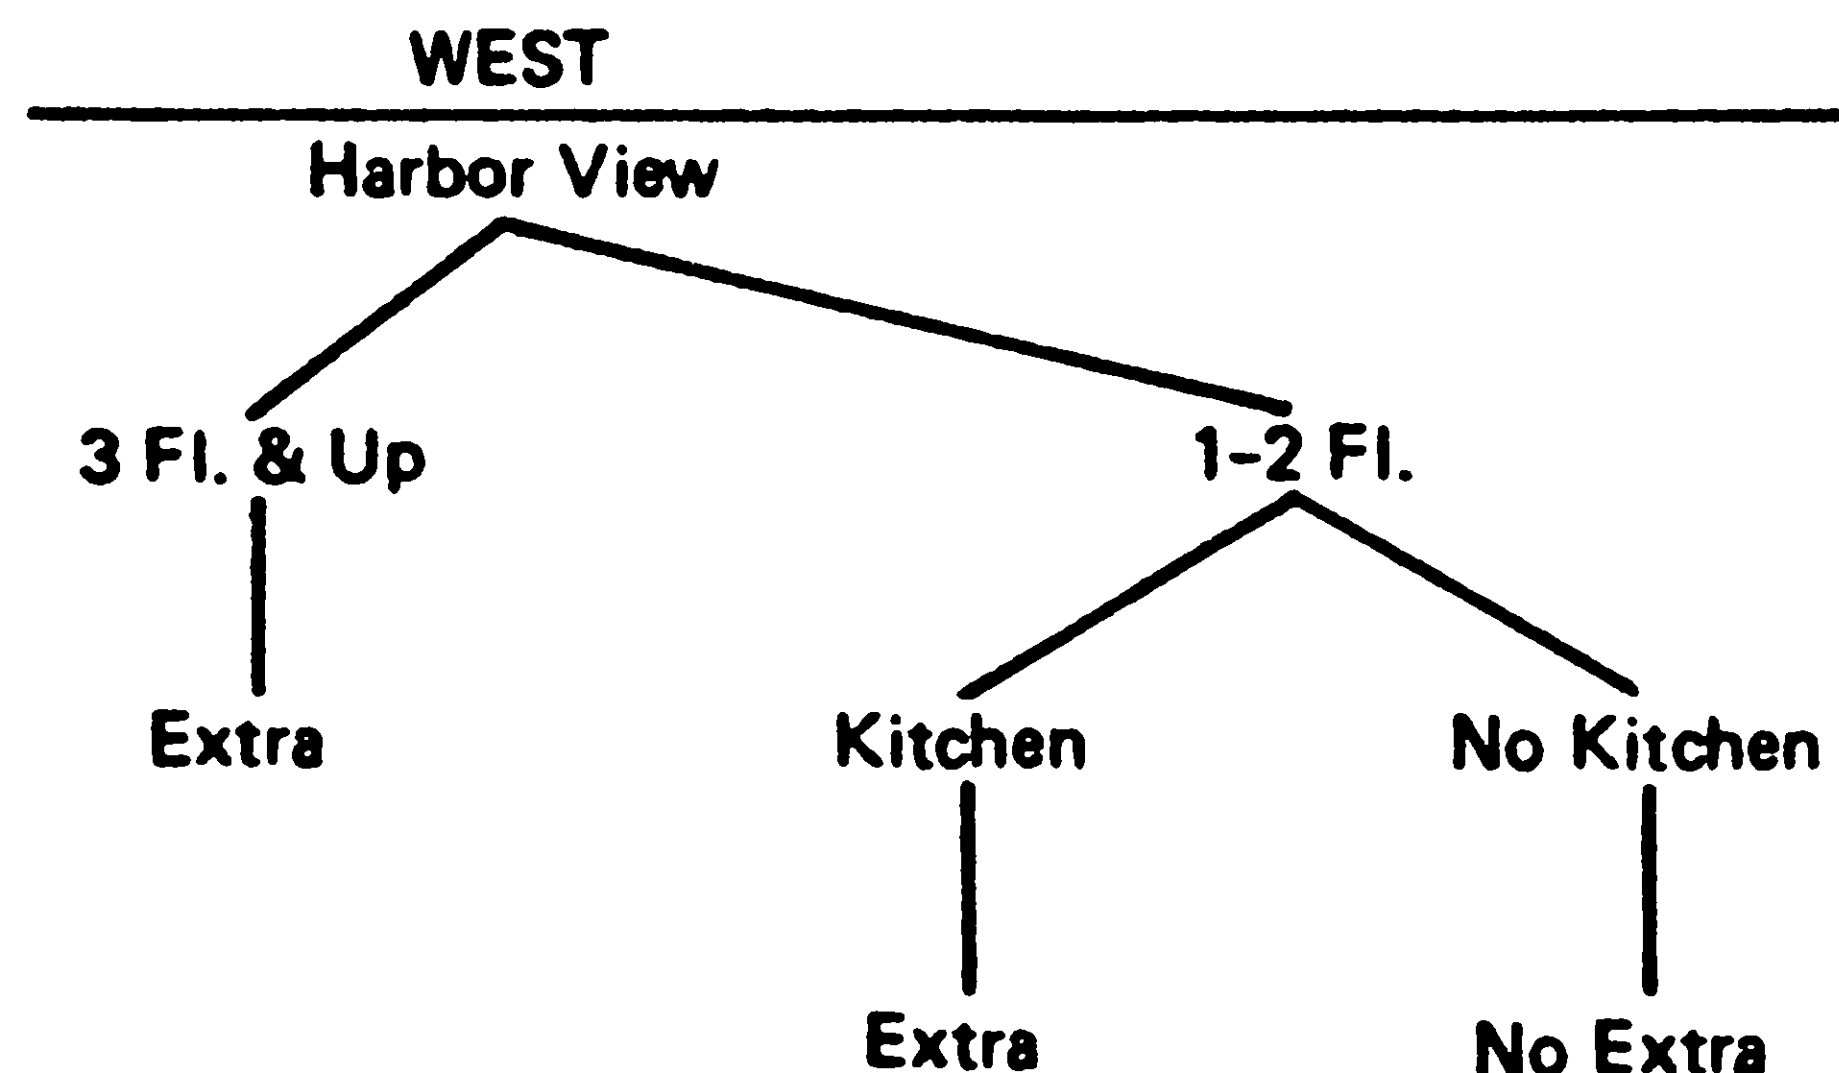 WEST
Harbor View
3 Fl. & Up
1-2 Fl.
Extra
Kitchen
No Kitchen
Extra
No Extra